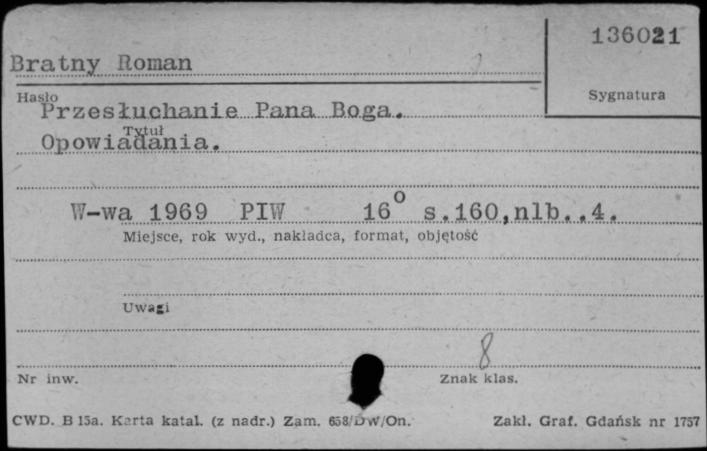 136021
Bratny Roman
Hasło
Sygnatura
Przesłuchanie Pana Boga.
Tytuł
Opowiadania.
W-wa 1969 PIW 16° s.160,nlb..4.
Miejsce, rok wyd., nakładca, format, objętość
Uwagi
8
Nr inw.
Znak klas.
CWD. B 15a. Karta katal. (z nadr.) Zam. 658/DW/On.
Zakł. Graf. Gdańsk nr 1757